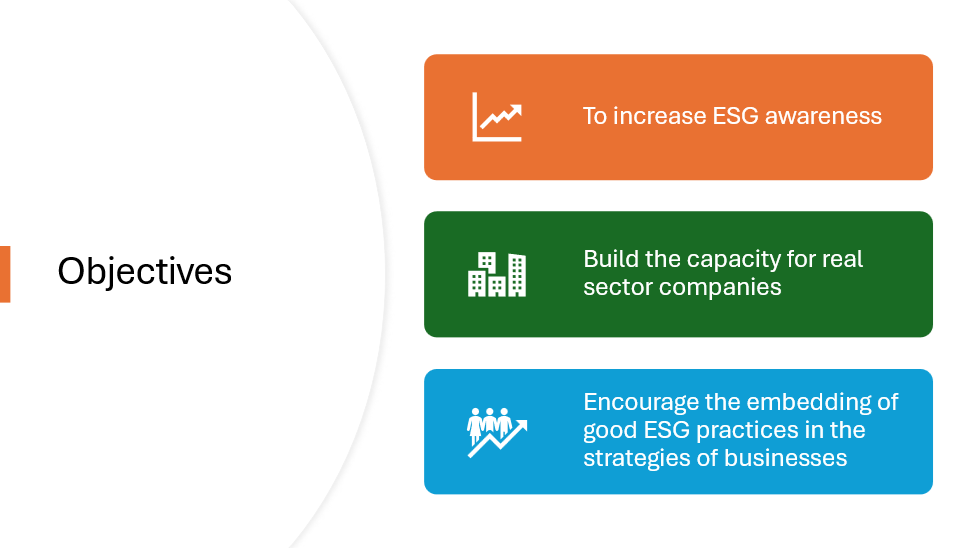 Objectives
To increase ESG awareness
Build the capacity for real
sector companies
Encourage the embedding of
good ESG practices in the
strategies of businesses